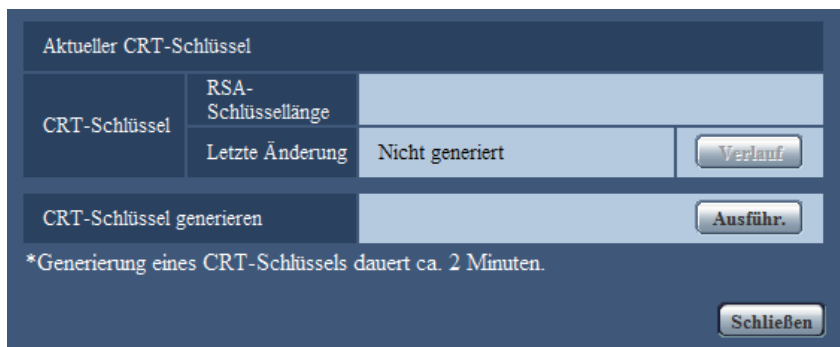 Aktueller CRT-Schlüssel
CRT-Schlüssel
RSA-
Schlüssellänge
Letzte Änderung
Nicht generiert
Verlauf
CRT-Schlüssel generieren
Ausführ.
*Generierung eines CRT-Schlüssels dauert ca. 2 Minuten.
Schließen